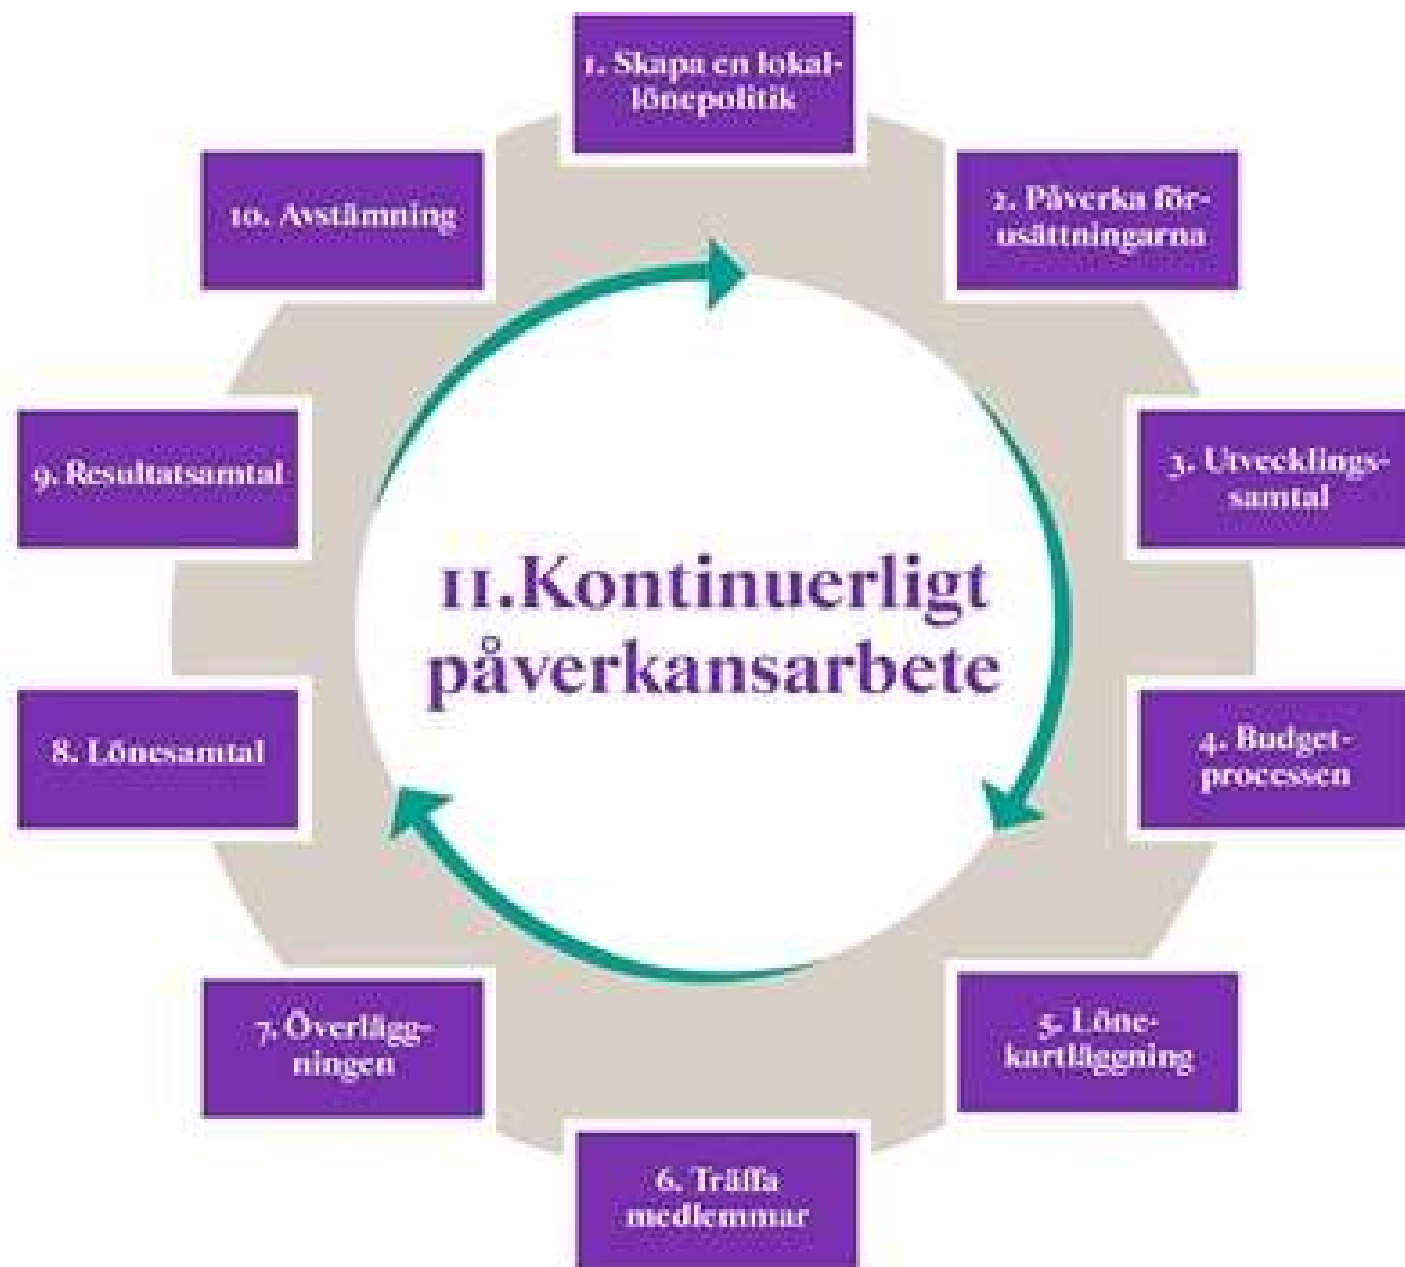 1. Skapa en lokal-
lönepolitik
2. Påverka för-
usättningarna
3. Utvecklings-
samtal
4. Budget-
processen
5. Löne-
kartläggning
6. Träffa
medlemmar
7. Överlägg-
ningen
8. Lönesamtal
9. Resultatsamtal
10. Avstämning
11.Kontinuerligt
påverkansarbete